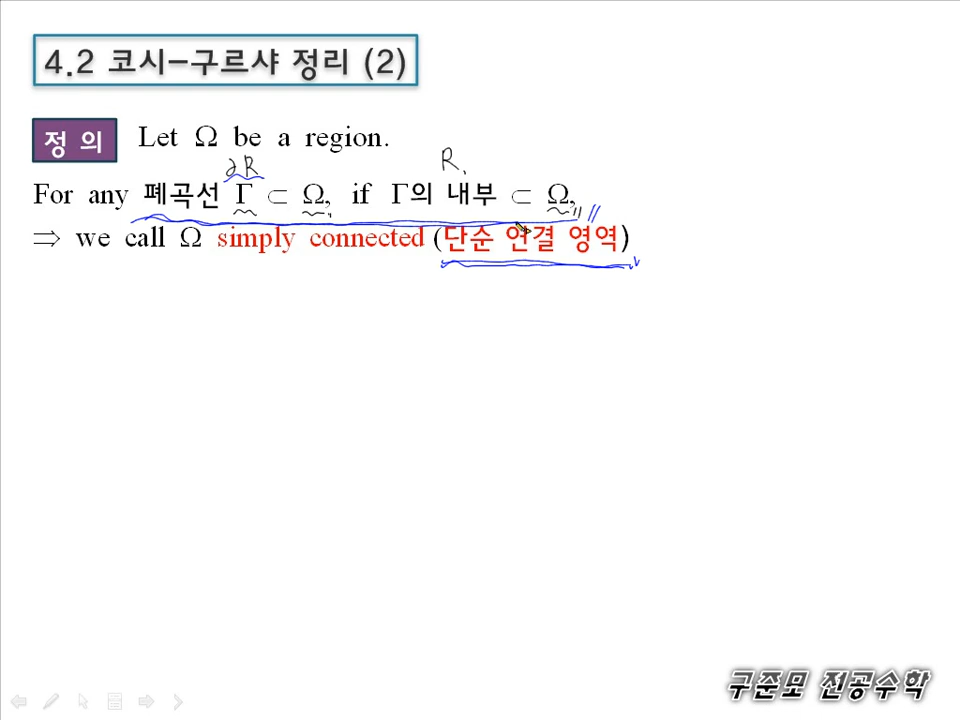 4.2 코시-구르샤 정리 (2)
정 의 Let Ω be a region.
∂R R.
For any 폐곡선 Γ ⊂ Ω, if Γ의 내부 ⊂ Ω,
⇒ we call Ω simply connected (단순 연결 영역)
구준모 전공수학